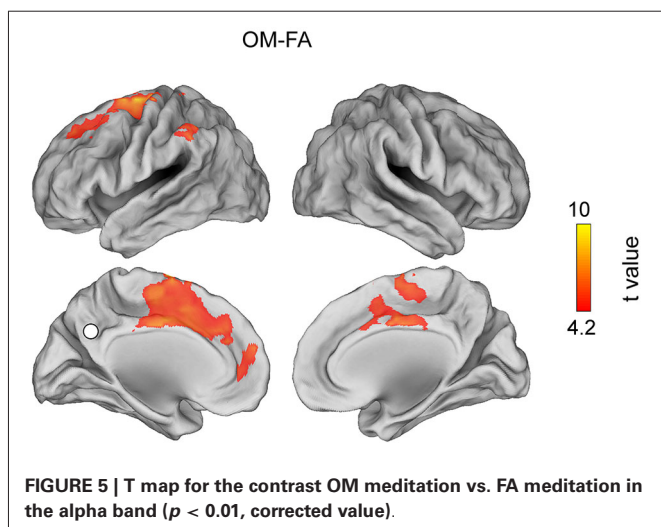 OM-FA
10
t value
4.2
FIGURE 5 | T map for the contrast OM meditation vs. FA meditation in
the alpha band (p < 0.01, corrected value).